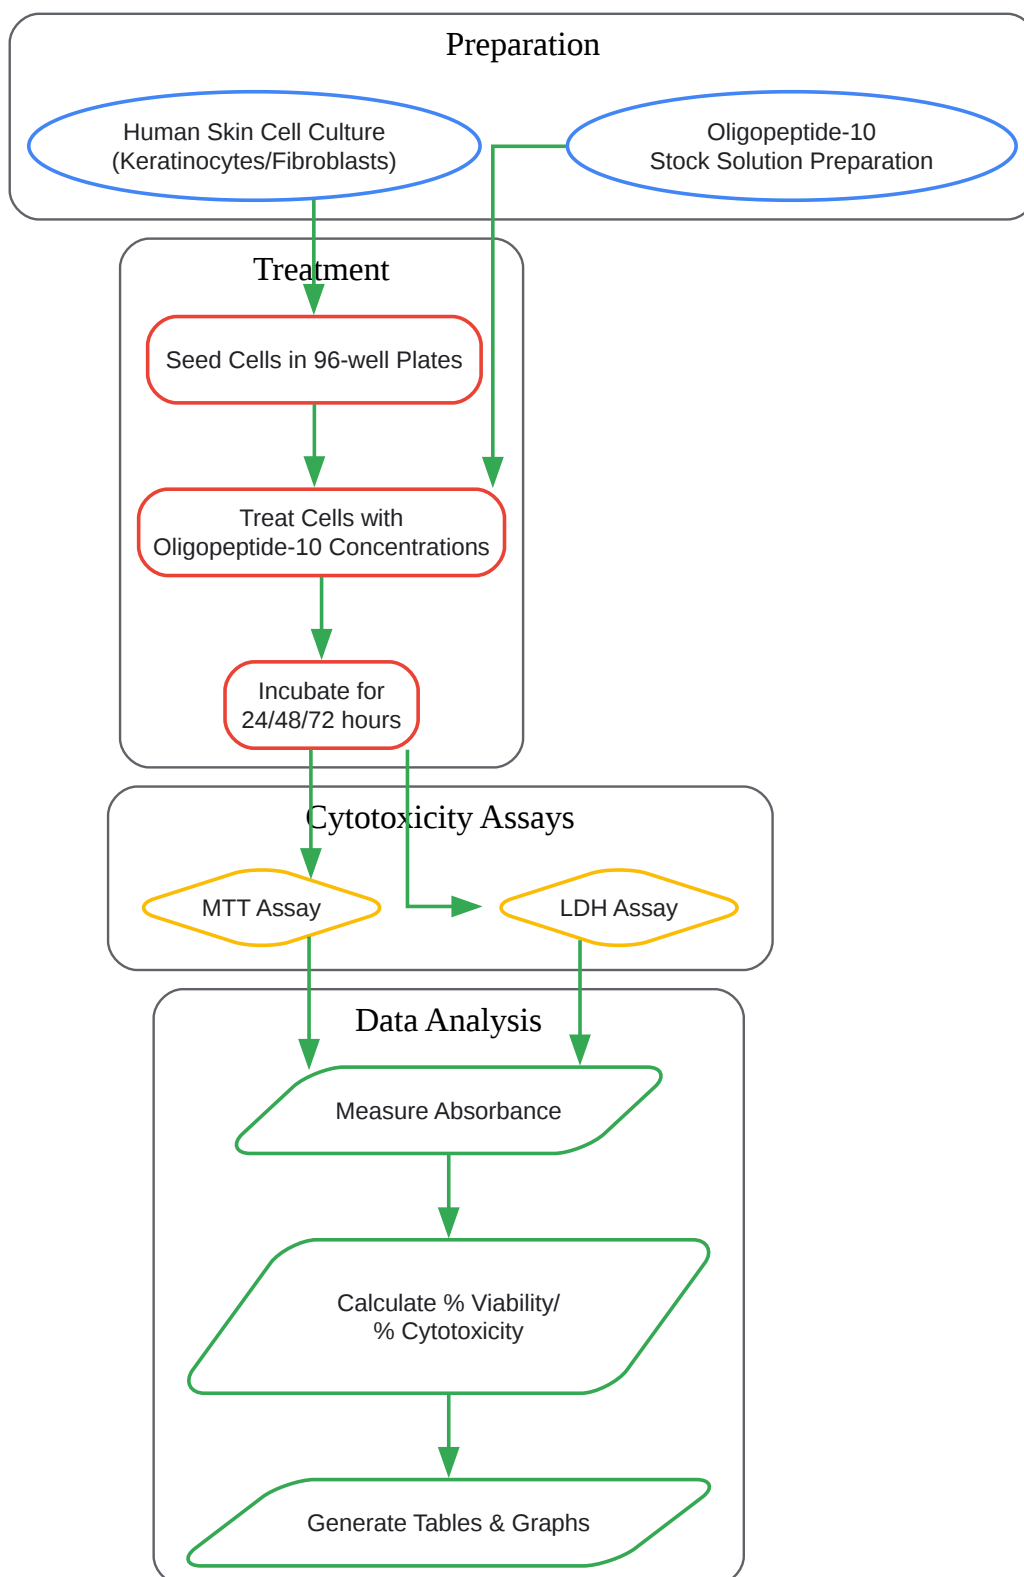 Preparation
Human Skin Cell Culture
(Keratinocytes/Fibroblasts)
Oligopeptide-10
Stock Solution Preparation
Treatment
Seed Cells in 96-well Plates
Treat Cells with
Oligopeptide-10 Concentrations
Incubate for
24/48/72 hours
Cytotoxicity Assays
MTT Assay
LDH Assay
Data Analysis
Measure Absorbance
Calculate % Viability/
% Cytotoxicity
Generate Tables & Graphs